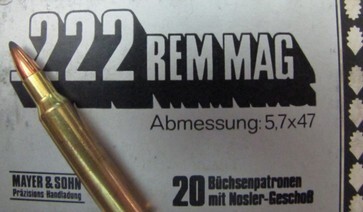 .222 REM MAG
Abmessung: 5,7x47
MAYER & SOHN
Präzisions-Handladung
20 Büchsenpatronen
mit Nosler-Geschoß